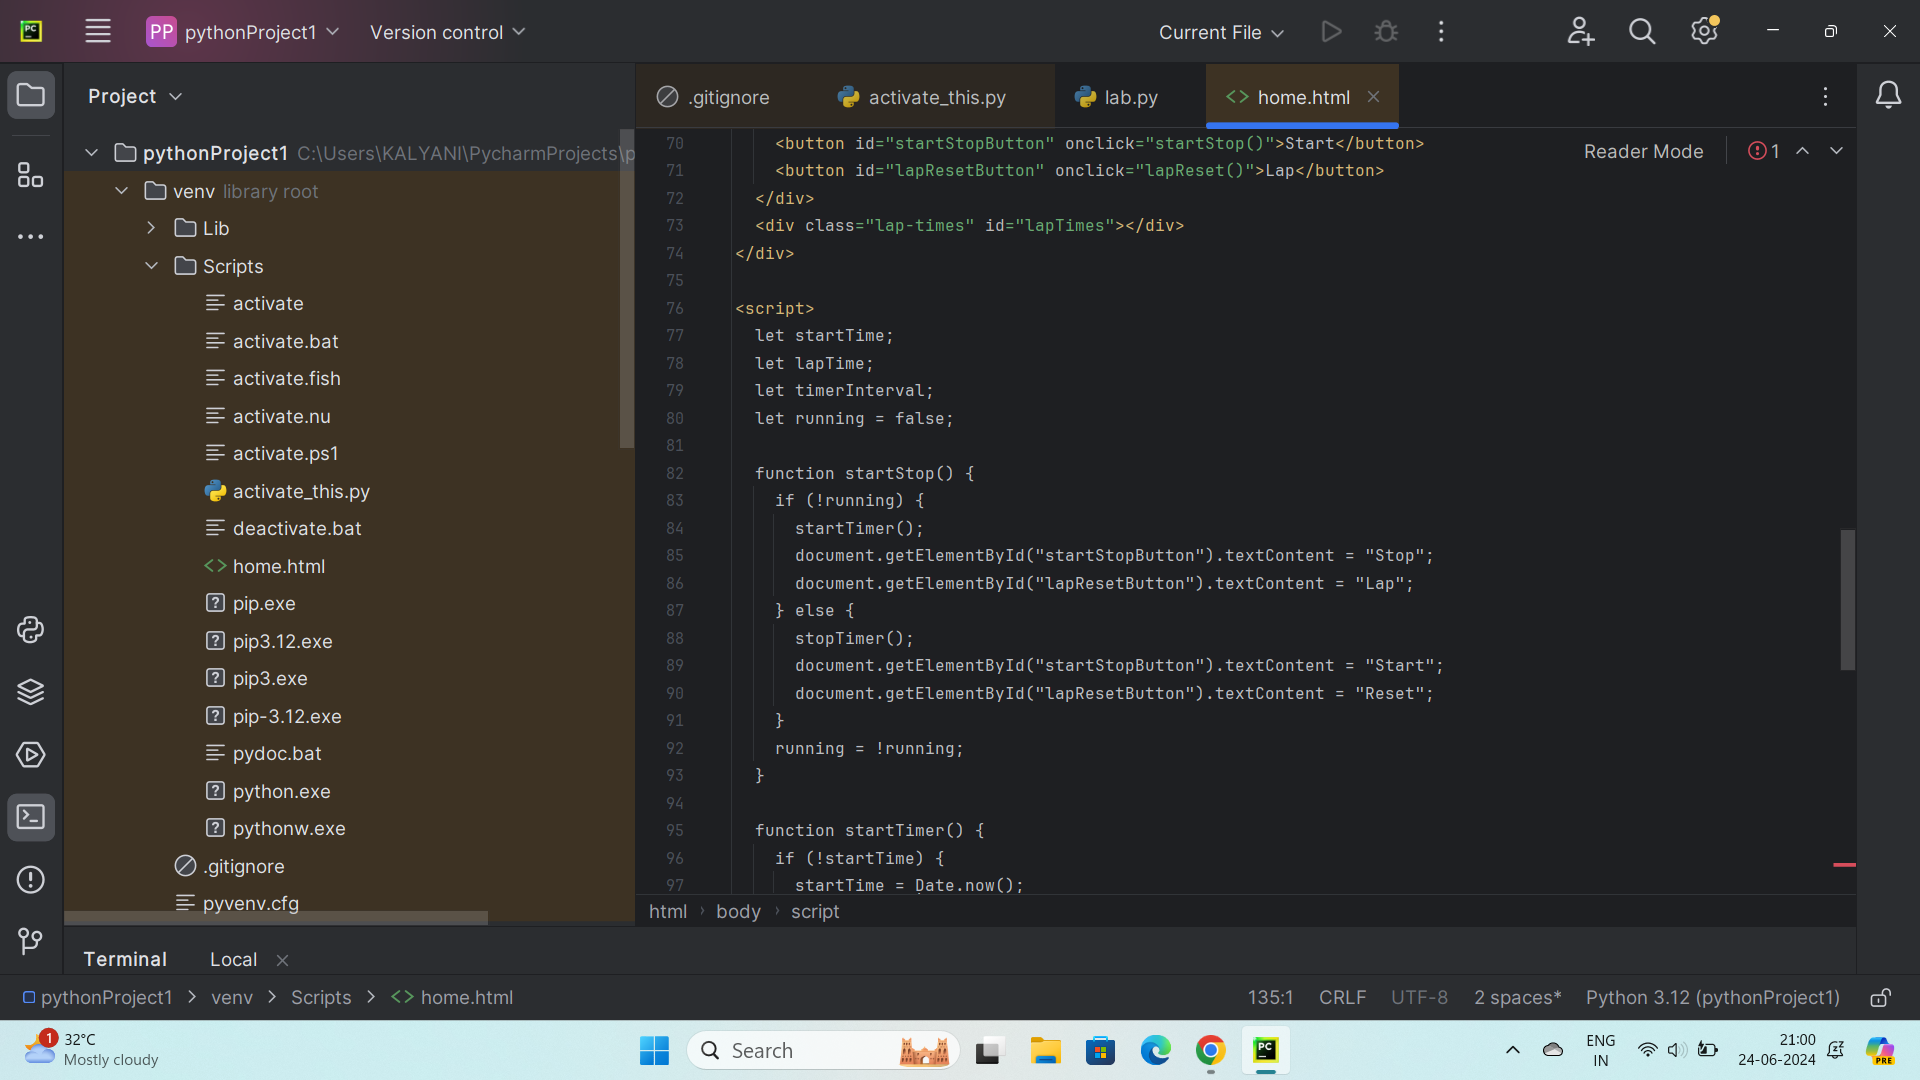 PC
PP pythonProject1
Version control
Current File
Project
pythonProject1 C:\Users\KALYANI\PycharmProjects\p
venv library root
Lib
Scripts
activate
activate.bat
activate.fish
activate.nu
activate.ps1
activate_this.py
deactivate.bat
home.html
pip.exe
pip3.12.exe
pip3.exe
pip-3.12.exe
pydoc.bat
python.exe
pythonw.exe
.gitignore
pyvenv.cfg
.gitignore
activate_this.py
lab.py
home.html
Reader Mode
1
70 <button id="startStopButton" onclick="startStop()">Start</button>
71 <button id="lapResetButton" onclick="lapReset()">Lap</button>
72 </div>
73 <div class="lap-times" id="lapTimes"></div>
74 </div>
75
76 <script>
77 let startTime;
78 let lapTime;
79 let timerInterval;
80 let running = false;
81
82 function startStop() {
83 if (!running) {
84 startTimer();
85 document.getElementById("startStopButton").textContent = "Stop";
86 document.getElementById("lapResetButton").textContent = "Lap";
87 } else {
88 stopTimer();
89 document.getElementById("startStopButton").textContent = "Start";
90 document.getElementById("lapResetButton").textContent = "Reset";
91 }
92 running = !running;
93 }
94
95 function startTimer() {
96 if (!startTime) {
97 startTime = Date.now();
html › body › script
Terminal
Local
pythonProject1 > venv > Scripts > <> home.html
135:1
CRLF
UTF-8
2 spaces*
Python 3.12 (pythonProject1)
1
32°C
Mostly cloudy
Search
PC
ENG
IN
21:00
24-06-2024
PRE